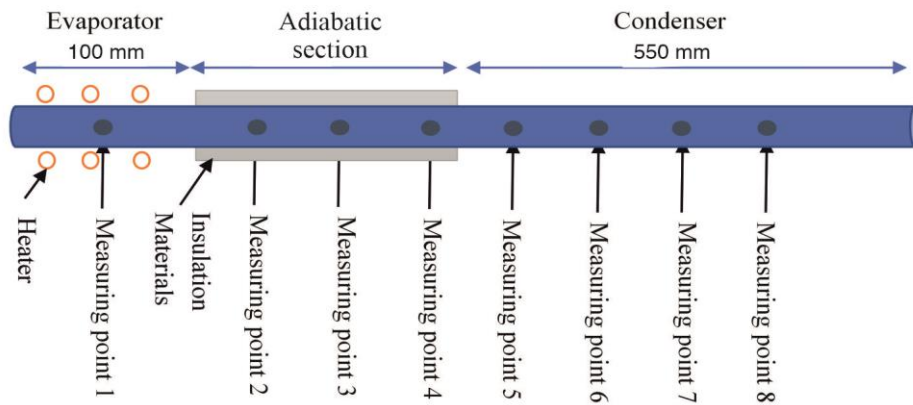 Evaporator
100 mm
Adiabatic
section
Condenser
550 mm
Heater
Measuring point 1
Insulation
Materials
Measuring point 2
Measuring point 3
Measuring point 4
Measuring point 5
Measuring point 6
Measuring point 7
Measuring point 8